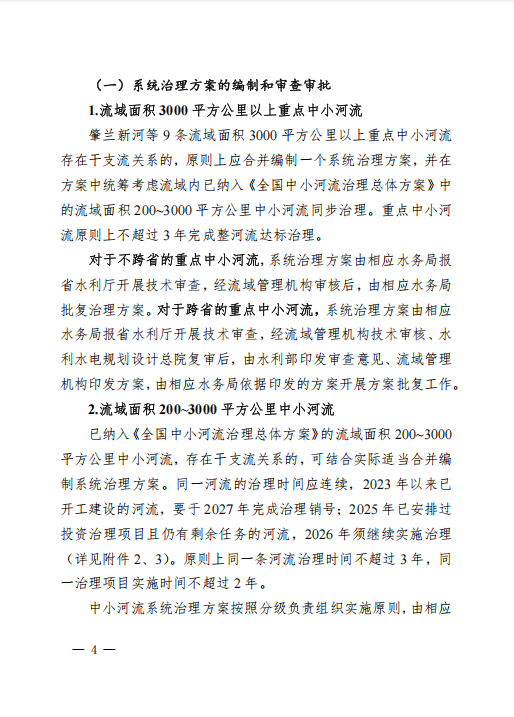 （一）系统治理方案的编制和审查审批
1.流域面积 3000 平方公里以上重点中小河流
肇兰新河等 9 条流域面积 3000 平方公里以上重点中小河流
存在干支流关系的，原则上应合并编制一个系统治理方案，并在
方案中统筹考虑流域内已纳入《全国中小河流治理总体方案》中
的流域面积 200~3000 平方公里中小河流同步治理。重点中小河
流原则上不超过 3 年完成整河流达标治理。
对于不跨省的重点中小河流，系统治理方案由相应水务局报
省水利厅开展技术审查，经流域管理机构审核后，由相应水务局
批复治理方案。对于跨省的重点中小河流，系统治理方案由相应
水务局报省水利厅开展技术审查，经流域管理机构技术审核、水
利水电规划设计总院复审后，由水利部印发审查意见、流域管理
机构印发方案，由相应水务局依据印发的方案开展方案批复工作。
2.流域面积 200~3000 平方公里中小河流
已纳入《全国中小河流治理总体方案》的流域面积 200~3000
平方公里中小河流，存在干支流关系的，可结合实际适当合并编
制系统治理方案。同一河流的治理时间应连续，2023 年以来已
开工建设的河流，要于 2027 年完成治理销号；2025 年已安排过
投资治理项目且仍有剩余任务的河流，2026 年须继续实施治理
（详见附件 2、3）。原则上同一条河流治理时间不超过 3 年，同
一治理项目实施时间不超过 2 年。
中小河流系统治理方案按照分级负责组织实施原则，由相应
— 4 —